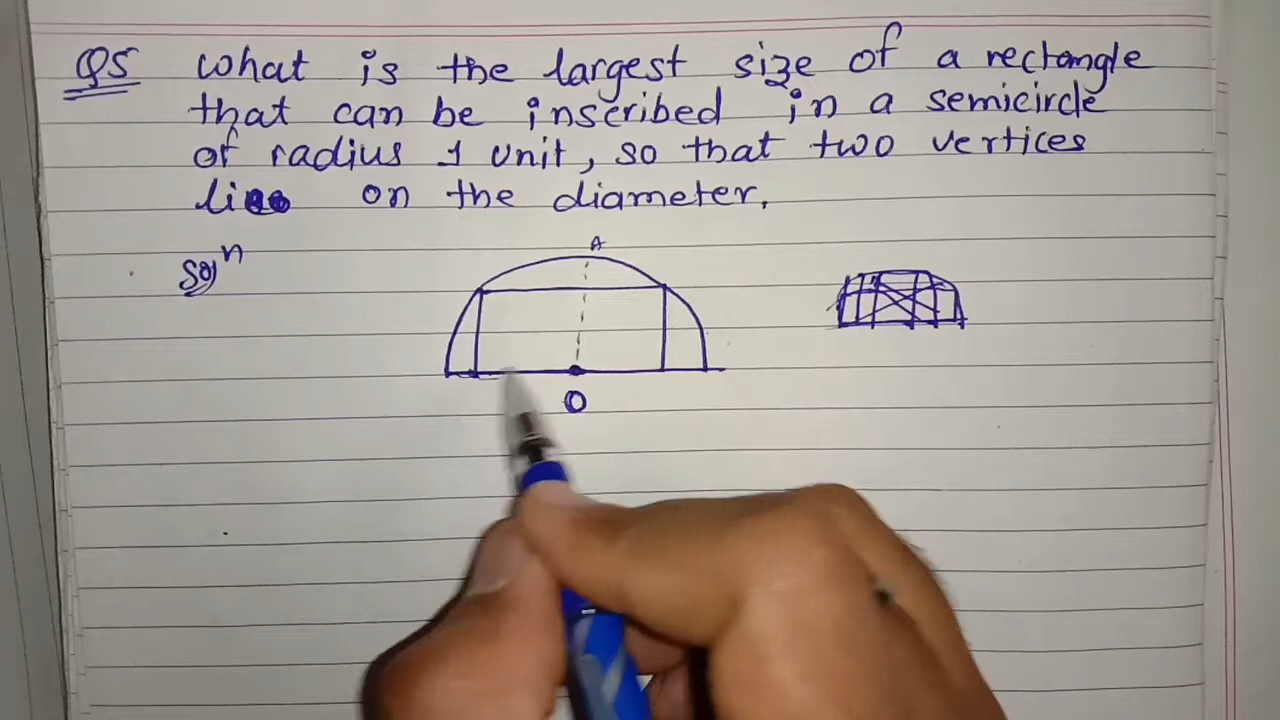 Q5 What is the largest size of a rectangle
that can be inscribed in a semicircle
of radius 1 unit, so that two vertices
lie on the diameter.
Solⁿ
A
O